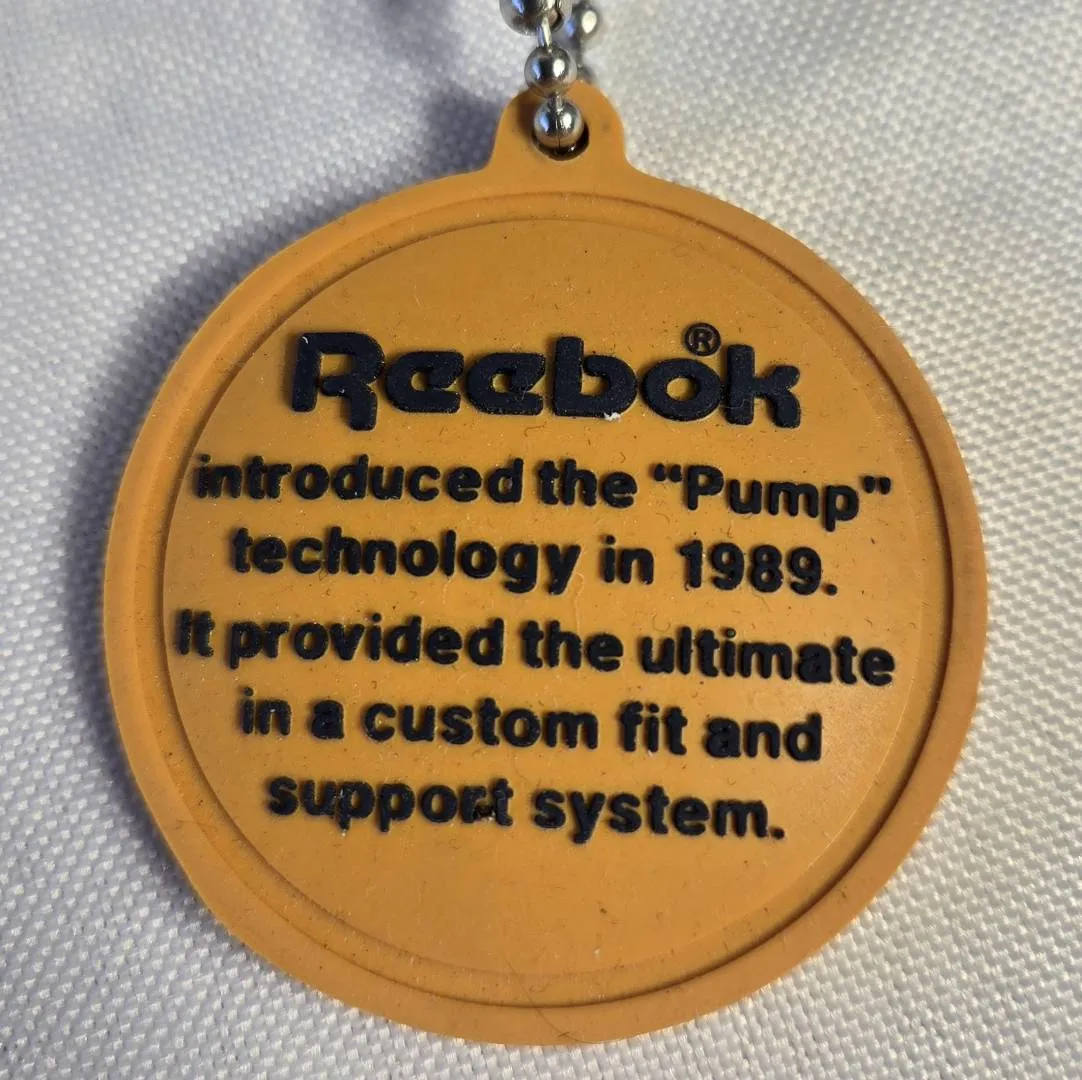 Reebok®
introduced the “Pump”
technology in 1989.
It provided the ultimate
in a custom fit and
support system.